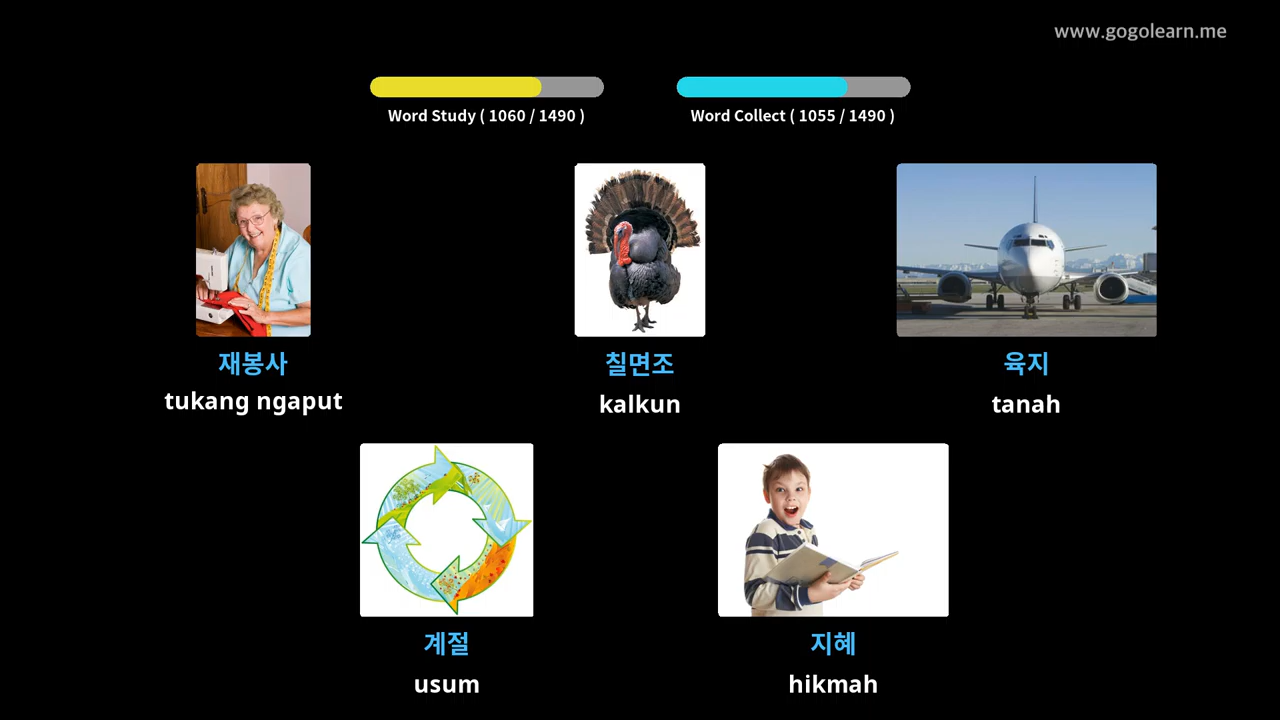 www.gogolearn.me
Word Study ( 1060 / 1490 )
Word Collect ( 1055 / 1490 )
재봉사
tukang ngaput
칠면조
kalkun
육지
tanah
계절
usum
지혜
hikmah